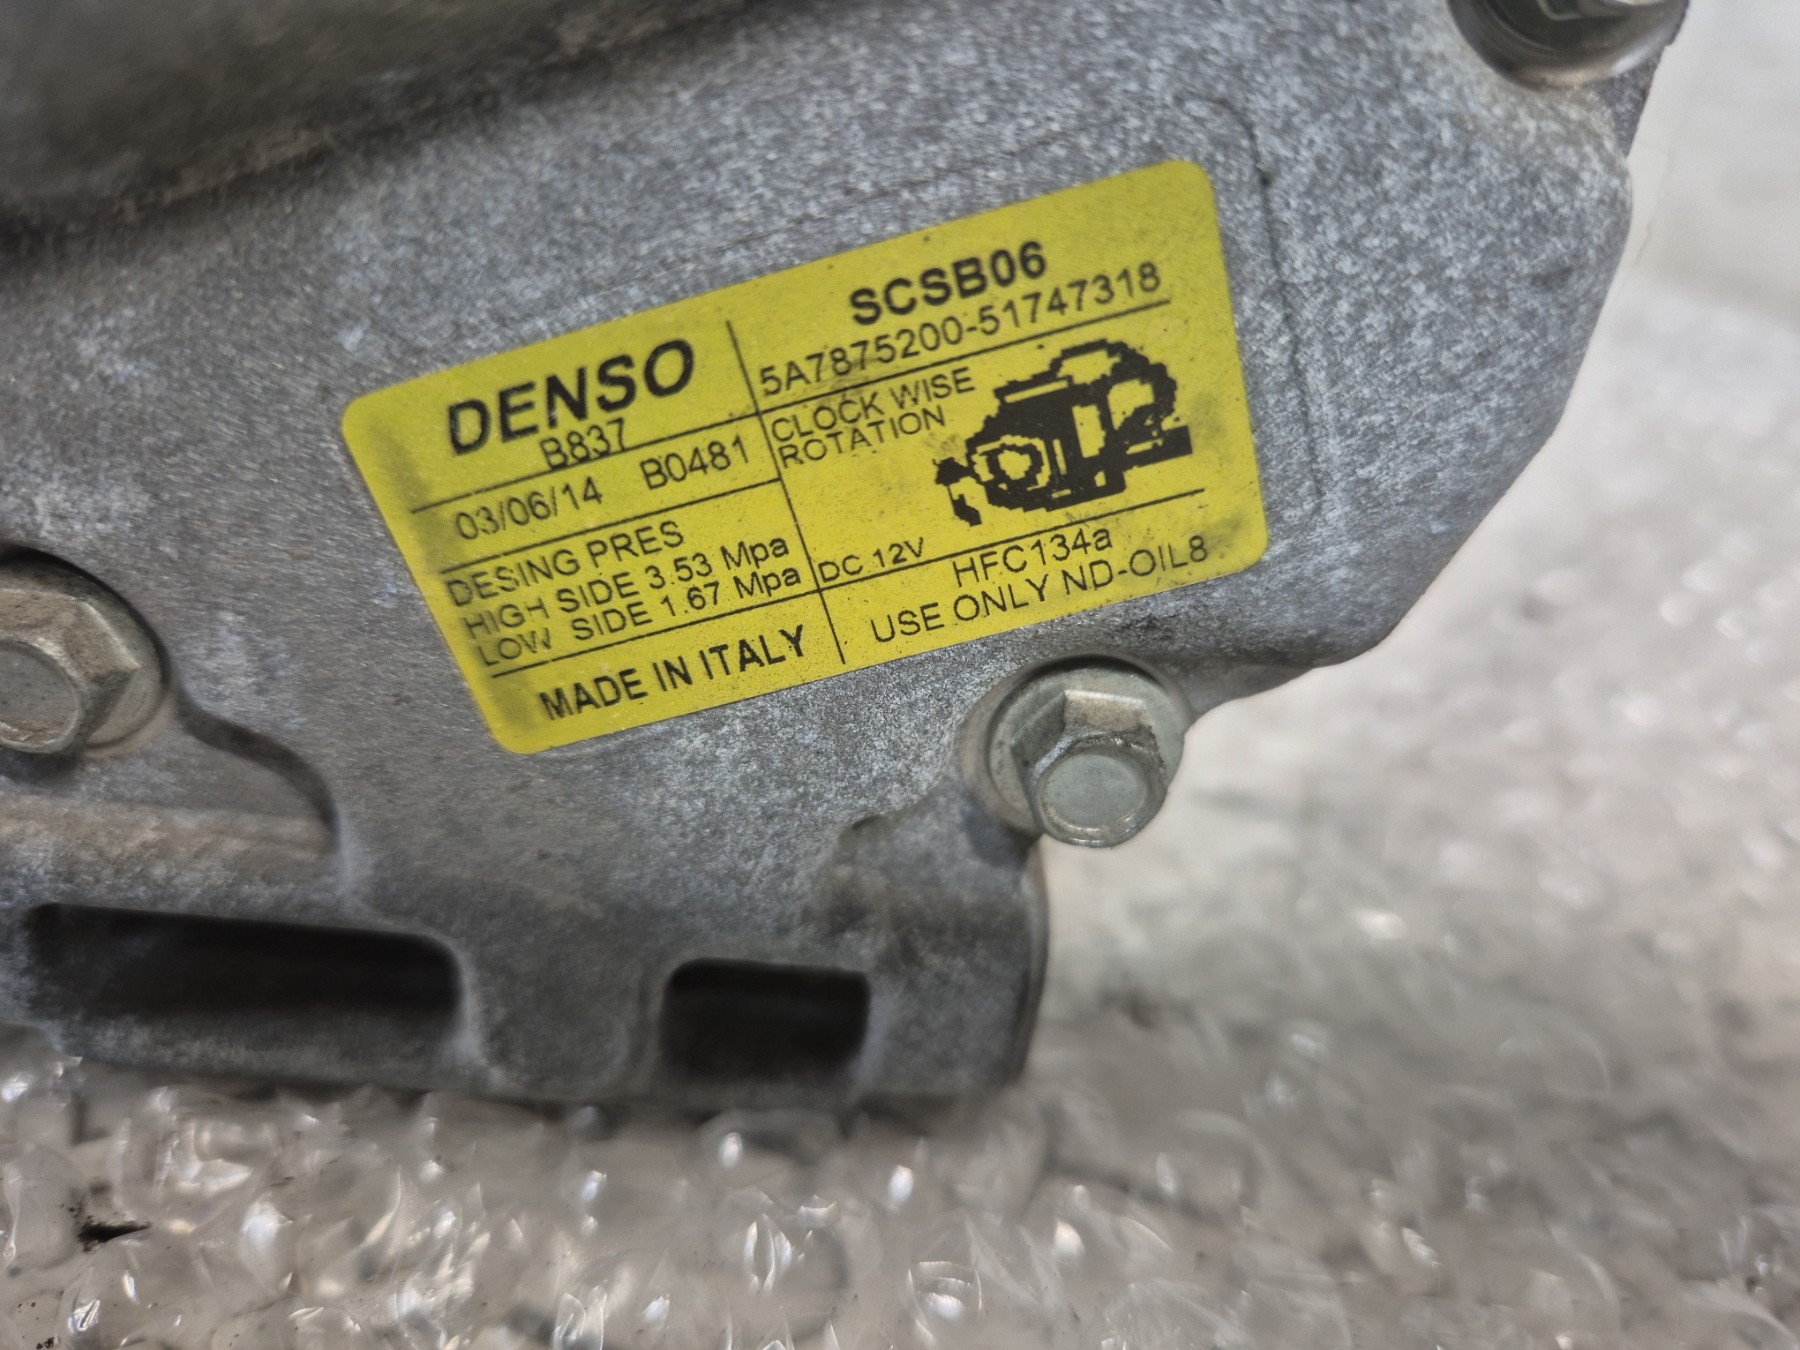 DENSO
B837
03/06/14 B0481
DESING PRES
HIGH SIDE 3.53 Mpa
LOW SIDE 1.67 Mpa
MADE IN ITALY
SCSB06
5A7875200-51747318
CLOCK WISE
ROTATION
DC 12V
HFC134a
USE ONLY ND-OIL8